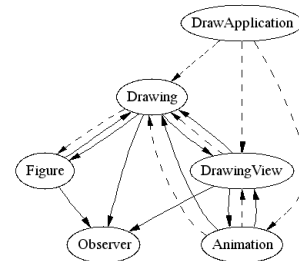 DrawApplication
Drawing
Figure
DrawingView
Observer
Animation